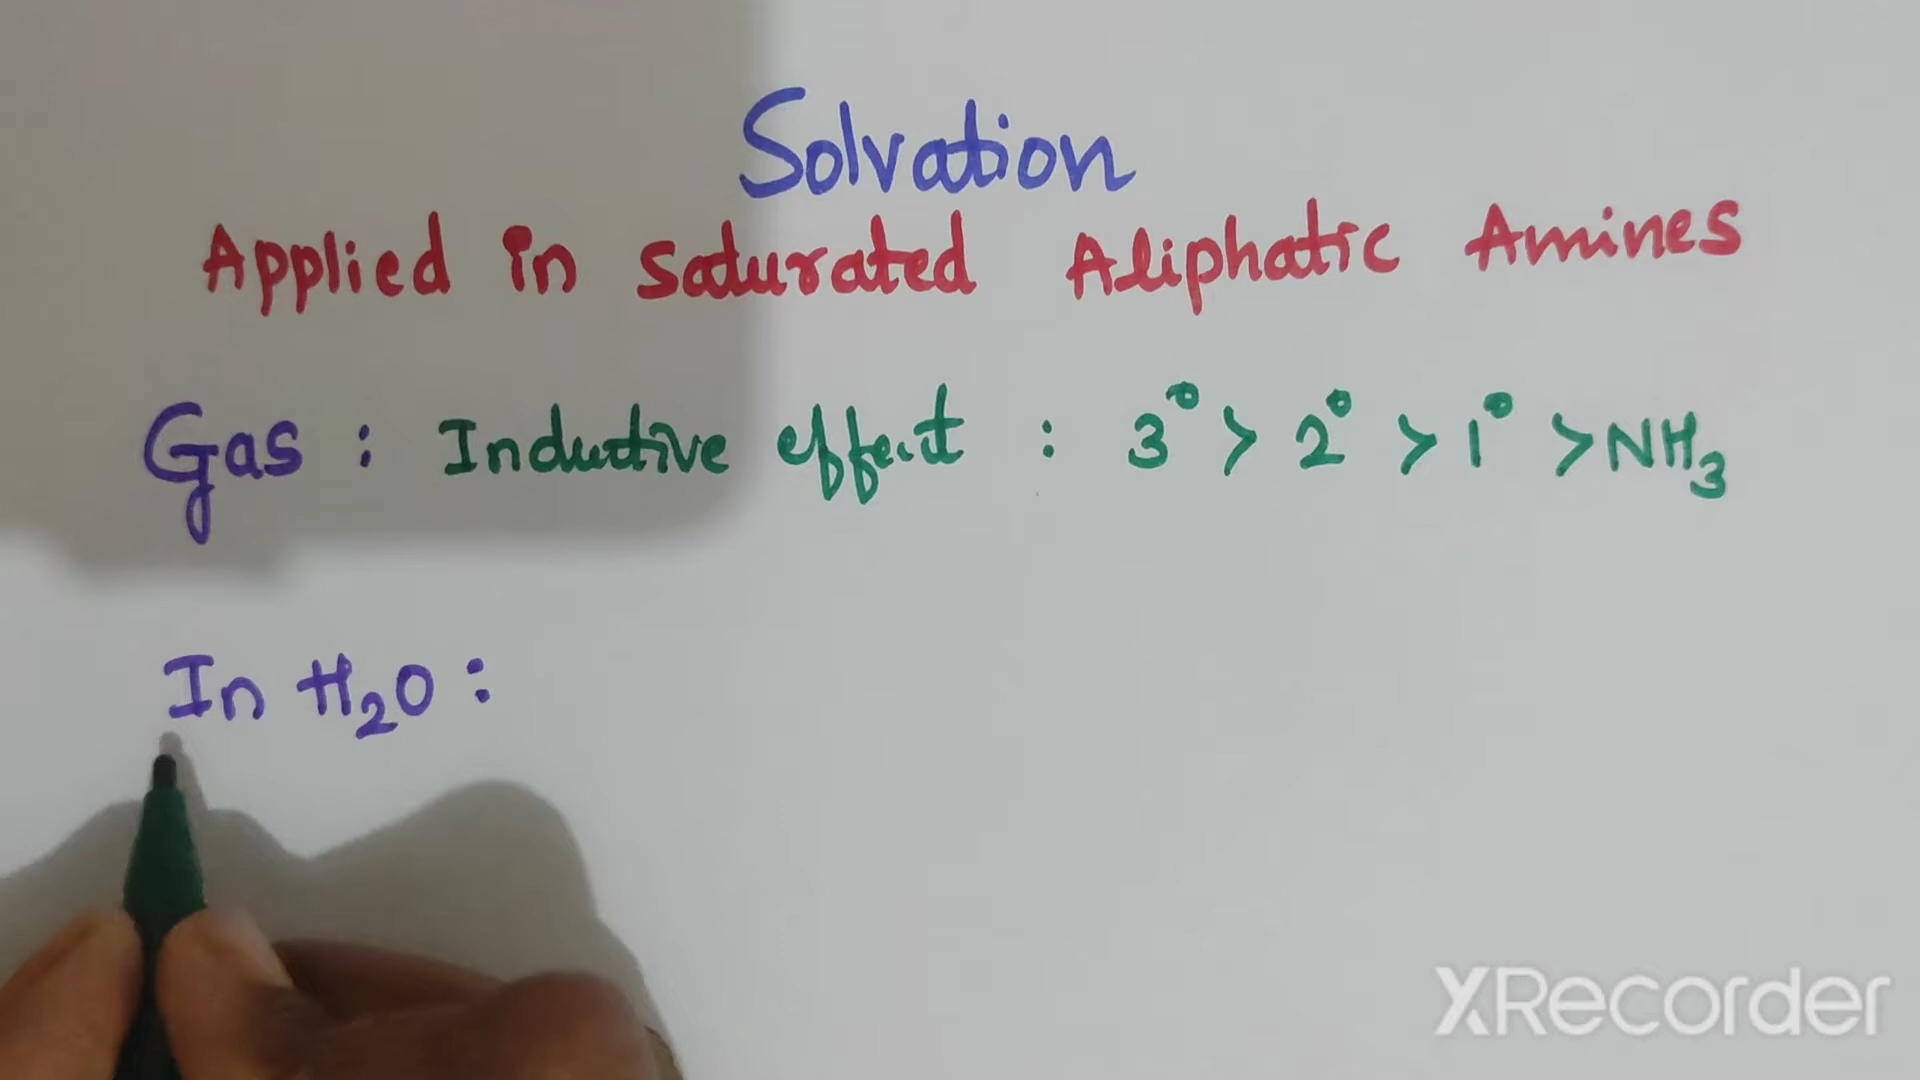 Solvation
Applied in Saturated Aliphatic Amines
Gas : Inductive effect : 3° > 2° > 1° > NH₃
In H₂O :
XRecorder